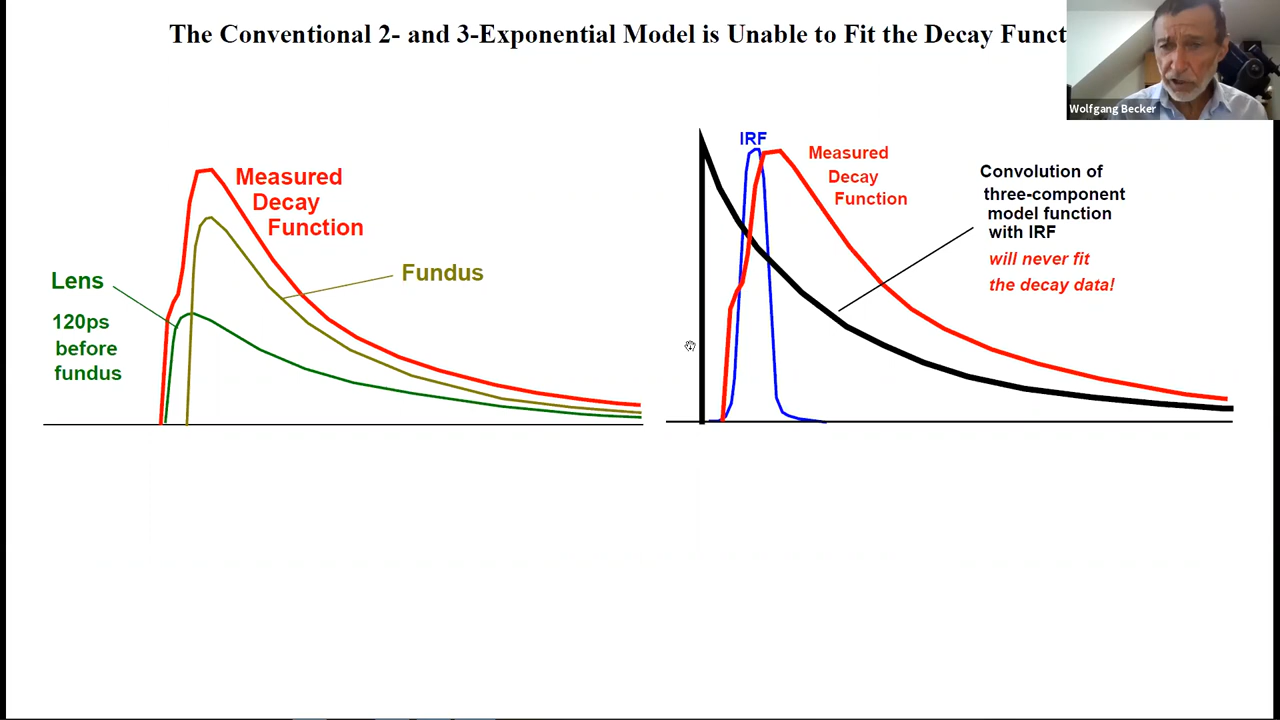 The Conventional 2- and 3-Exponential Model is Unable to Fit the Decay Funct
Wolfgang Becker
Measured
Decay
Function
Fundus
Lens
120ps
before
fundus
IRF
Measured
Decay
Function
Convolution of
three-component
model function
with IRF
will never fit
the decay data!